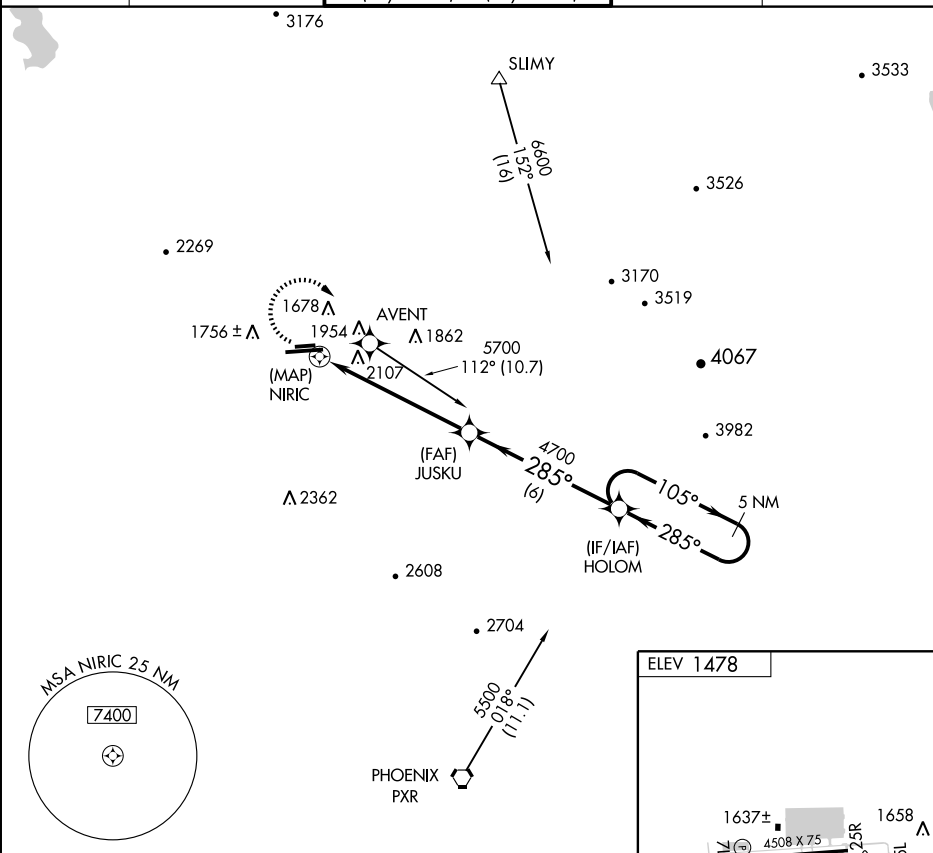 3176
SLIMY
3533
6600
152°
(16)
3526
2269
3170
3519
1678
AVENT
1756 ±
1954
1862
5700
112° (10.7)
4067
2107
(MAP)
NIRIC
3982
(FAF)
JUSKU
4700
285°
(6)
105°
5 NM
285°
2362
(IF/IAF)
HOLOM
2608
2704
MSA NIRIC 25 NM
7400
5500
018°
(11.1)
PHOENIX
PXR
ELEV 1478
1637±
1658
4508 X 75
25R
P